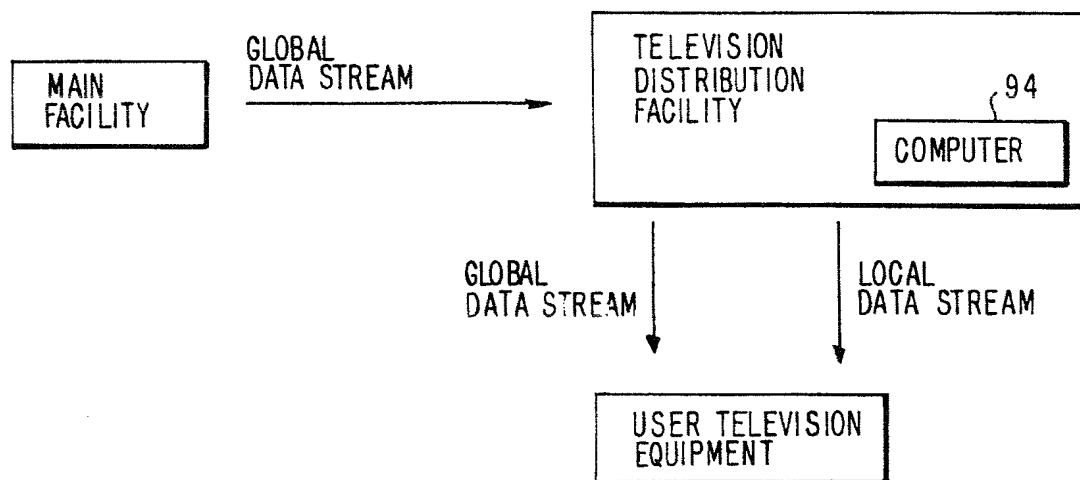 MAIN
FACILITY
GLOBAL
DATA STREAM
TELEVISION
DISTRIBUTION
FACILITY
94
COMPUTER
GLOBAL
DATA STREAM
LOCAL
DATA STREAM
USER TELEVISION
EQUIPMENT